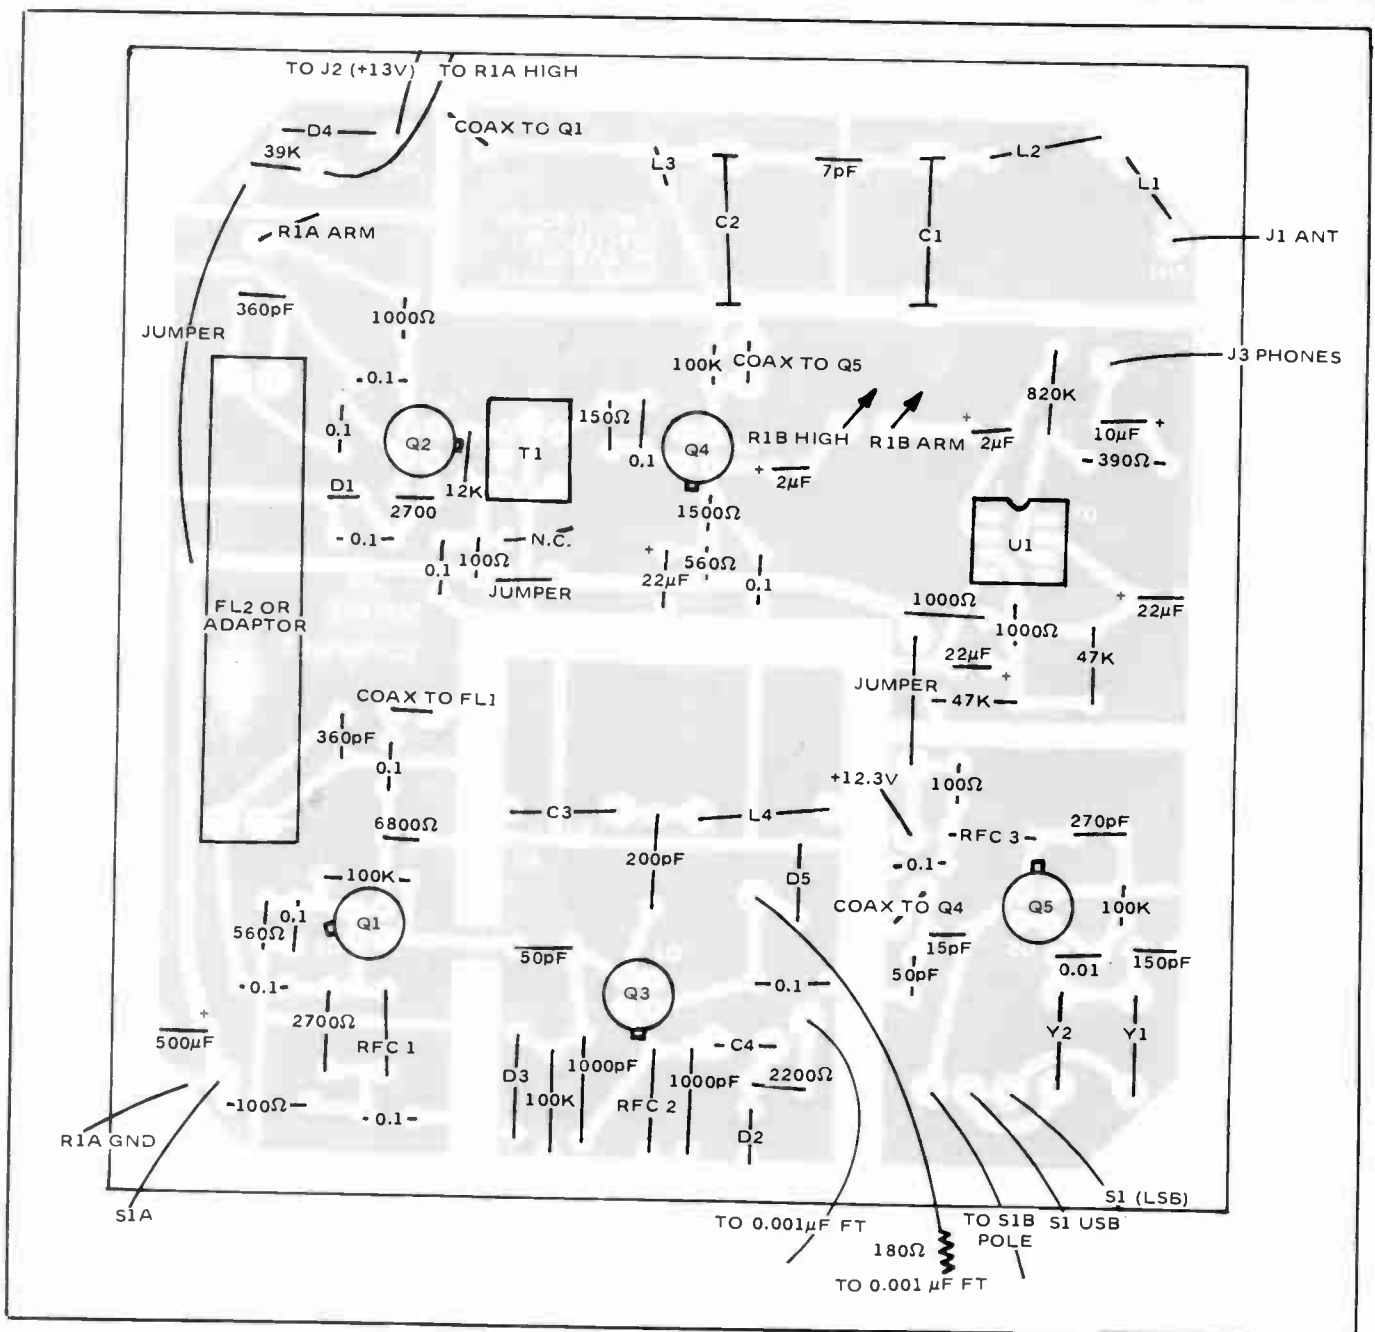 TO J2 (+13V) TO R1A HIGH
D4
COAX TO Q1
39K
L3
7pF
L2
L1
C2
C1
R1A ARM
J1 ANT
360pF
1000Ω
JUMPER
100K COAX TO Q5
J3 PHONES
0.1
820K
150Ω
0.1
Q2
T1
0.1
Q4
R1B HIGH R1B ARM
+
2µF
10µF +
390Ω
+
2µF
D1
12K
2700
1500Ω
0.1
N.C.
U1
0.1
100Ω
+
22µF
560Ω
0.1
JUMPER
FL2 OR
ADAPTOR
1000Ω
1000Ω
+
22µF
22µF
+
47K
JUMPER
47K
COAX TO FL1
360pF
0.1
+12.3V
100Ω
C3
L4
RFC 3
270pF
6800Ω
200pF
0.1
100K
D5
COAX TO Q4
Q5
100K
0.1
560Ω
Q1
15pF
50pF
50pF
0.01
150pF
0.1
Q3
0.1
+
500µF
2700Ω
RFC 1
Y2
Y1
D3
1000pF
100K
RFC 2
1000pF
C4
2200Ω
100Ω
0.1
D2
R1A GND
S1A
S1 (LSB)
TO 0.001µF FT
TO S1B
POLE
S1 USB
180Ω
TO 0.001 µF FT